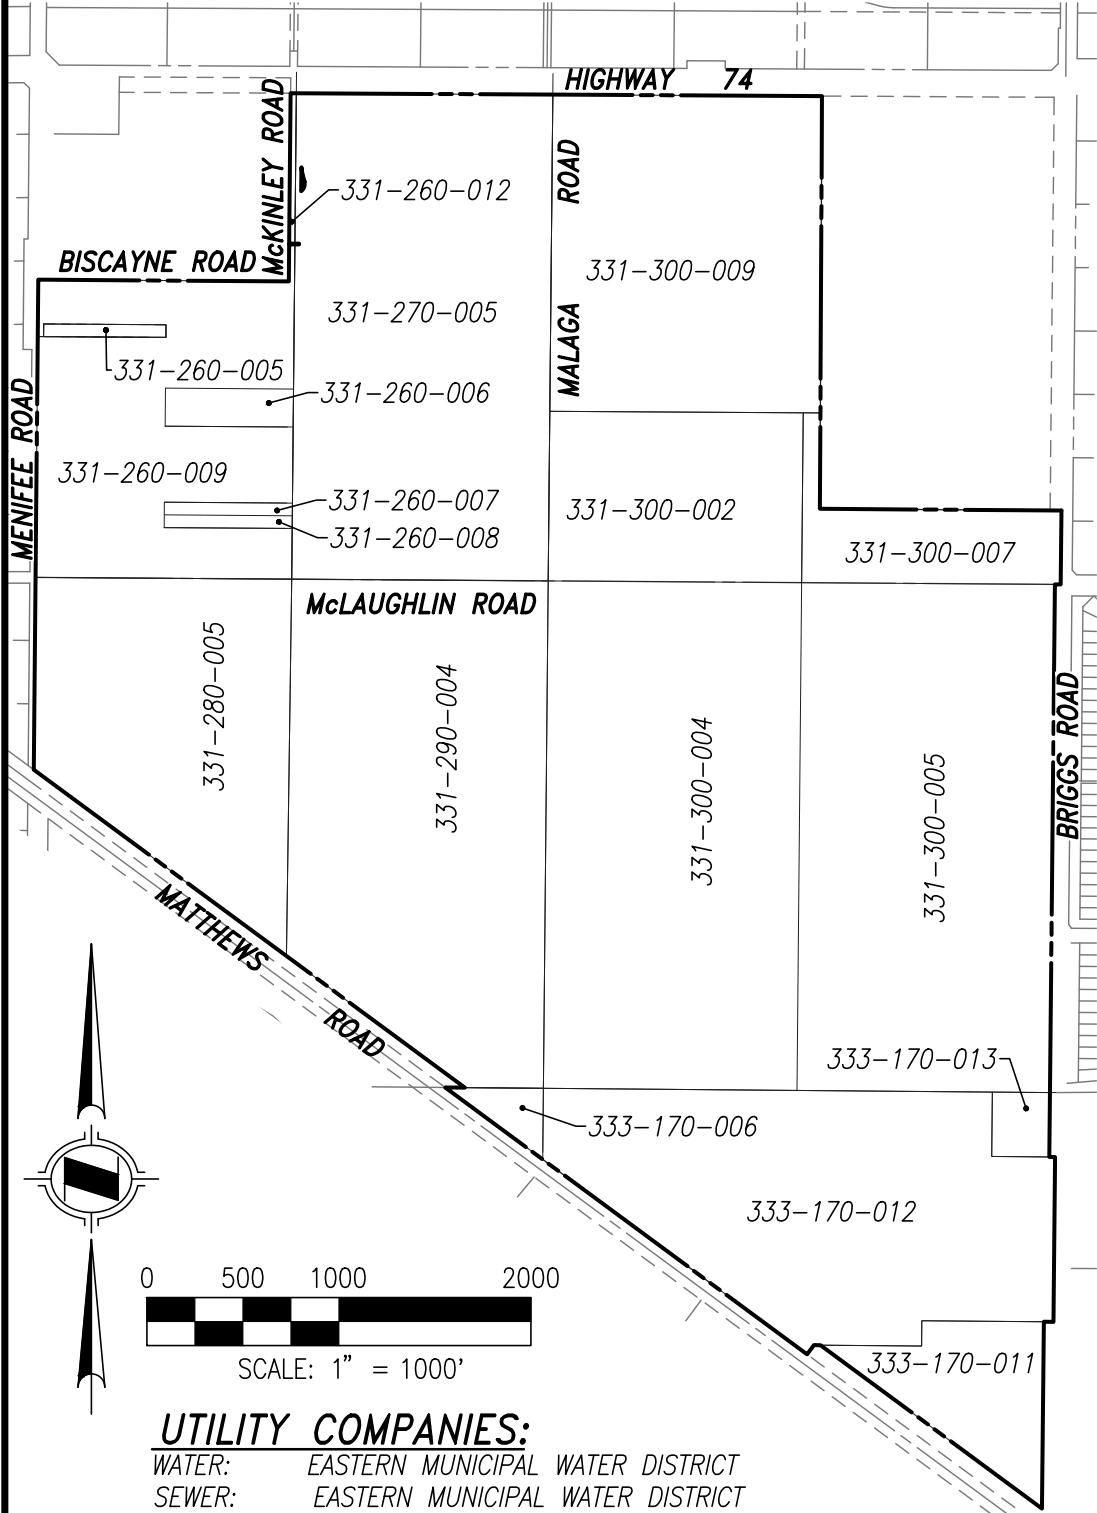 HIGHWAY 74
McKINLEY ROAD
ROAD
331-260-012
BISCAYNE ROAD
331-300-009
331-270-005
MALAGA
331-260-005
331-260-006
MENIFEE ROAD
331-260-009
331-260-007
331-300-002
331-260-008
331-300-007
McLAUGHLIN ROAD
331-280-005
331-290-004
331-300-004
331-300-005
BRIGGS ROAD
MATTHEWS
ROAD
333-170-013
333-170-006
333-170-012
0 500 1000 2000
333-170-011
SCALE: 1" = 1000'
UTILITY COMPANIES:
WATER: EASTERN MUNICIPAL WATER DISTRICT
SEWER: EASTERN MUNICIPAL WATER DISTRICT